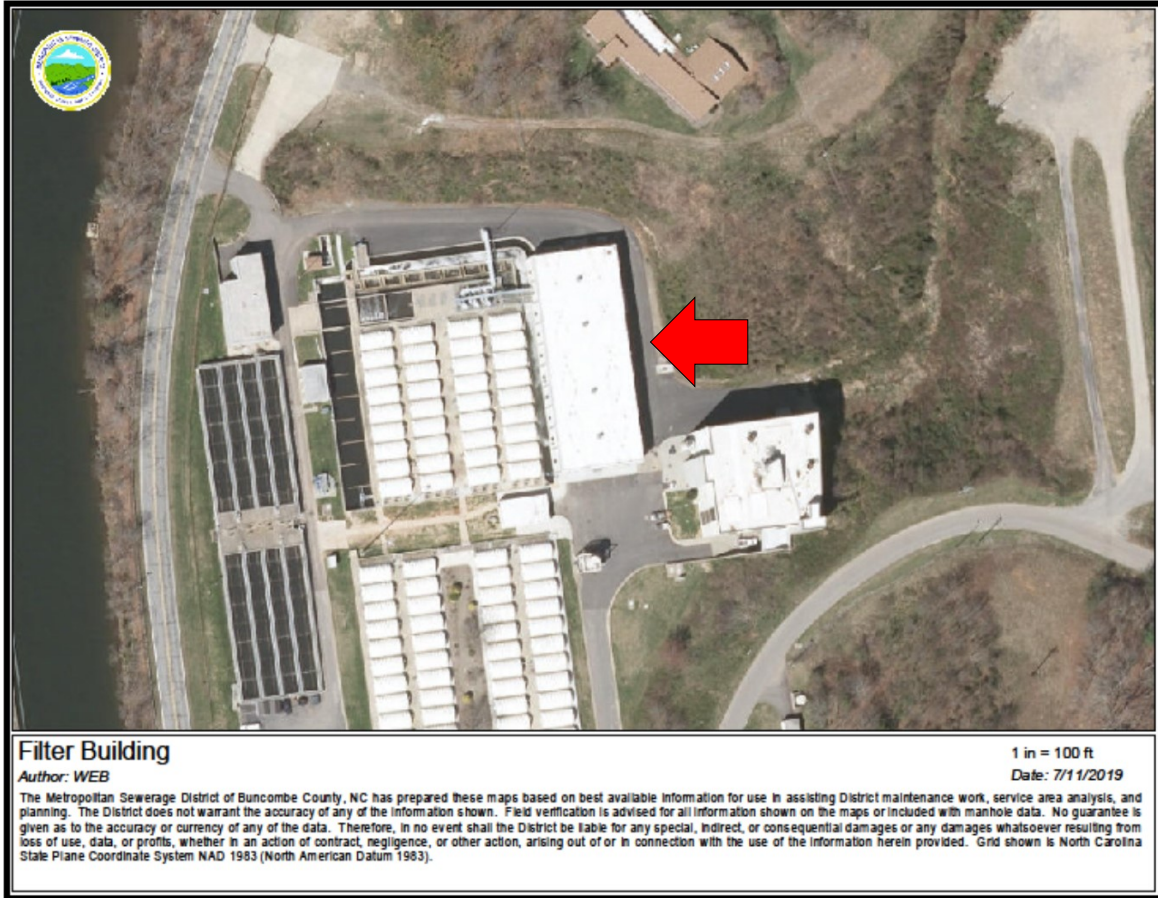 Filter Building
1 in = 100 ft
Author: WEB
Date: 7/11/2019
The Metropolitan Sewerage District of Buncombe County, NC has prepared these maps based on best available information for use in assisting District maintenance work, service area analysis, and
planning. The District does not warrant the accuracy of any of the information shown. Field verification is advised for all information shown on the maps or included with manhole data. No guarantee is
given as to the accuracy or currency of any of the data. Therefore, in no event shall the District be liable for any special, indirect, or consequential damages or any damages whatsoever resulting from
loss of use, data, or profits, whether in an action of contract, negligence, or other action, arising out of or in connection with the use of the information herein provided. Grid shown is North Carolina
State Plane Coordinate System NAD 1983 (North American Datum 1983).